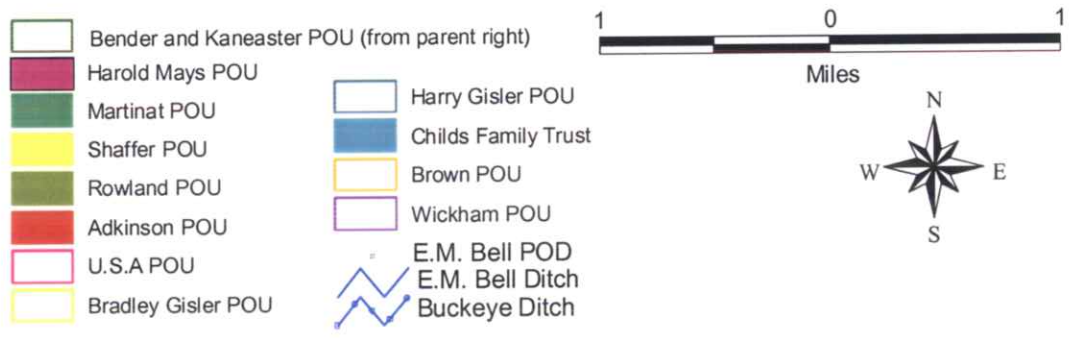 Bender and Kaneaster POU (from parent right)
Harold Mays POU
Martinat POU
Shaffer POU
Rowland POU
Adkinson POU
U.S.A POU
Bradley Gisler POU
Harry Gisler POU
Childs Family Trust
Brown POU
Wickham POU
E.M. Bell POD
E.M. Bell Ditch
Buckeye Ditch
1 0 1
Miles
N
W E
S